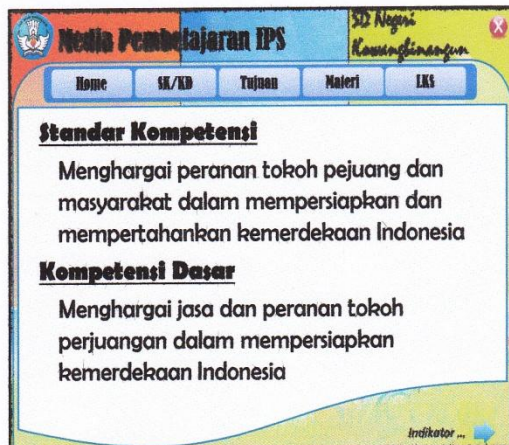 Media Pembelajaran IPS
SD Negeri
Kawangbinangun
Home SK/KD Tujuan Materi LKS
Standar Kompetensi
Menghargai peranan tokoh pejuang dan
masyarakat dalam mempersiapkan dan
mempertahankan kemerdekaan Indonesia
Kompetensi Dasar
Menghargai jasa dan peranan tokoh
perjuangan dalam mempersiapkan
kemerdekaan Indonesia
Indikator ...